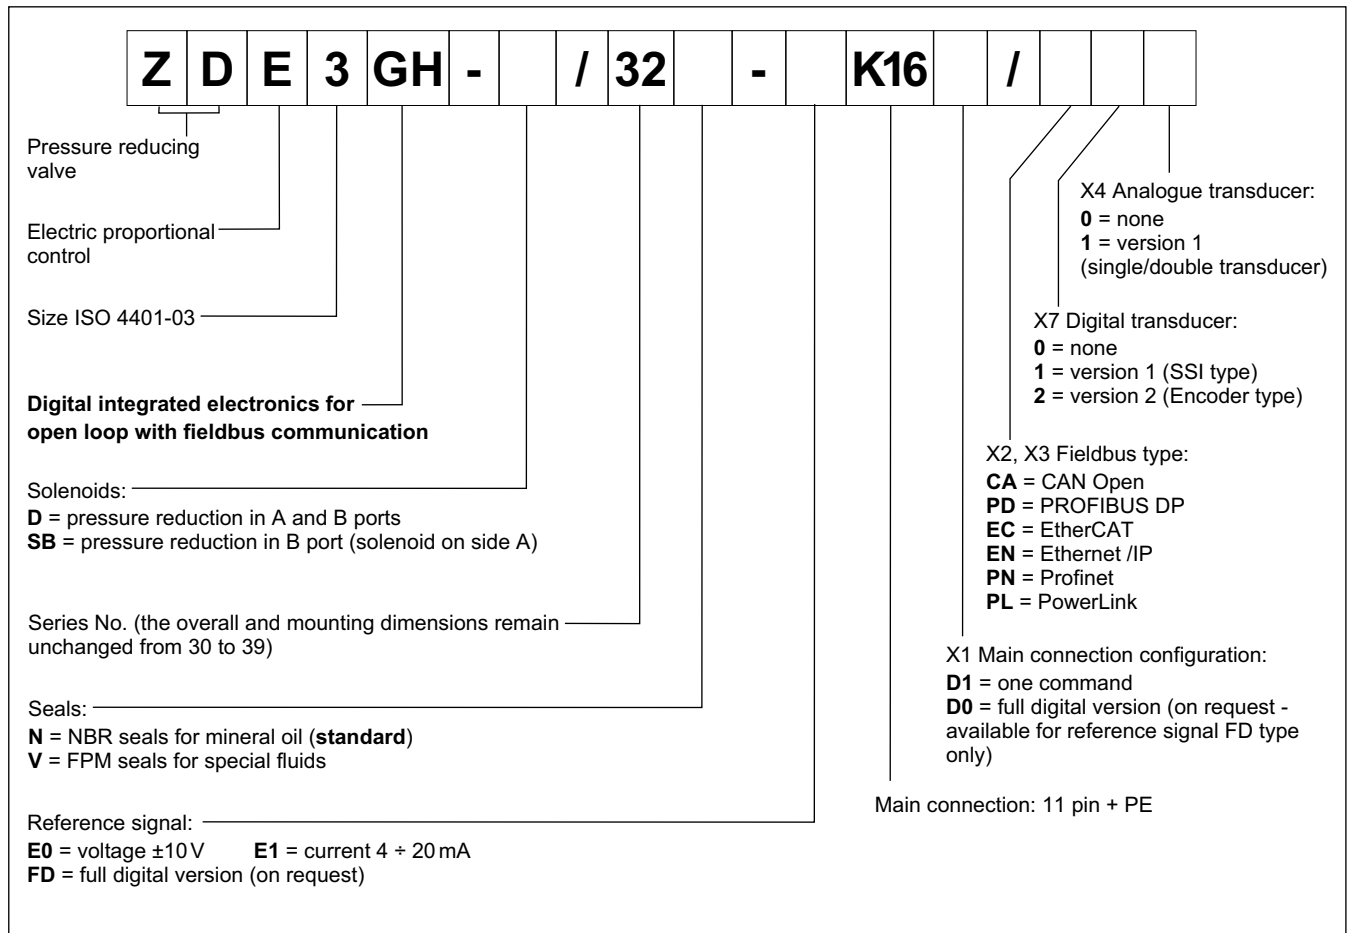 Z D E 3 GH - / 32 - K16 /
Pressure reducing
valve
Electric proportional
control
Size ISO 4401-03
Digital integrated electronics for
open loop with fieldbus communication
Solenoids:
D = pressure reduction in A and B ports
SB = pressure reduction in B port (solenoid on side A)
Series No. (the overall and mounting dimensions remain
unchanged from 30 to 39)
Seals:
N = NBR seals for mineral oil (standard)
V = FPM seals for special fluids
Reference signal:
E0 = voltage ±10 V E1 = current 4 ÷ 20 mA
FD = full digital version (on request)
X4 Analogue transducer:
0 = none
1 = version 1
(single/double transducer)
X7 Digital transducer:
0 = none
1 = version 1 (SSI type)
2 = version 2 (Encoder type)
X2, X3 Fieldbus type:
CA = CAN Open
PD = PROFIBUS DP
EC = EtherCAT
EN = Ethernet /IP
PN = Profinet
PL = PowerLink
X1 Main connection configuration:
D1 = one command
D0 = full digital version (on request -
available for reference signal FD type
only)
Main connection: 11 pin + PE